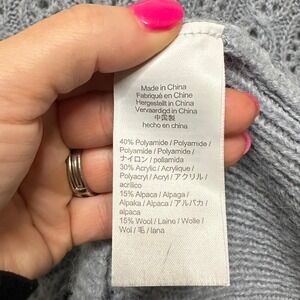 Made in China
Fabriqué en Chine
Hergestellt in China
Vervaardigd in China
中国製
hecho en china
40% Polyamide / Polyamide /
Polyamide / Polyamide /
ナイロン / poliamida
30% Acrylic / Acrylique /
Polyacryl / Acryl / アクリル /
acrílico
15% Alpaca / Alpaga /
Alpaka / Alpaca / アルパカ /
alpaca
15% Wool / Laine / Wolle /
Wol / 毛 / lana